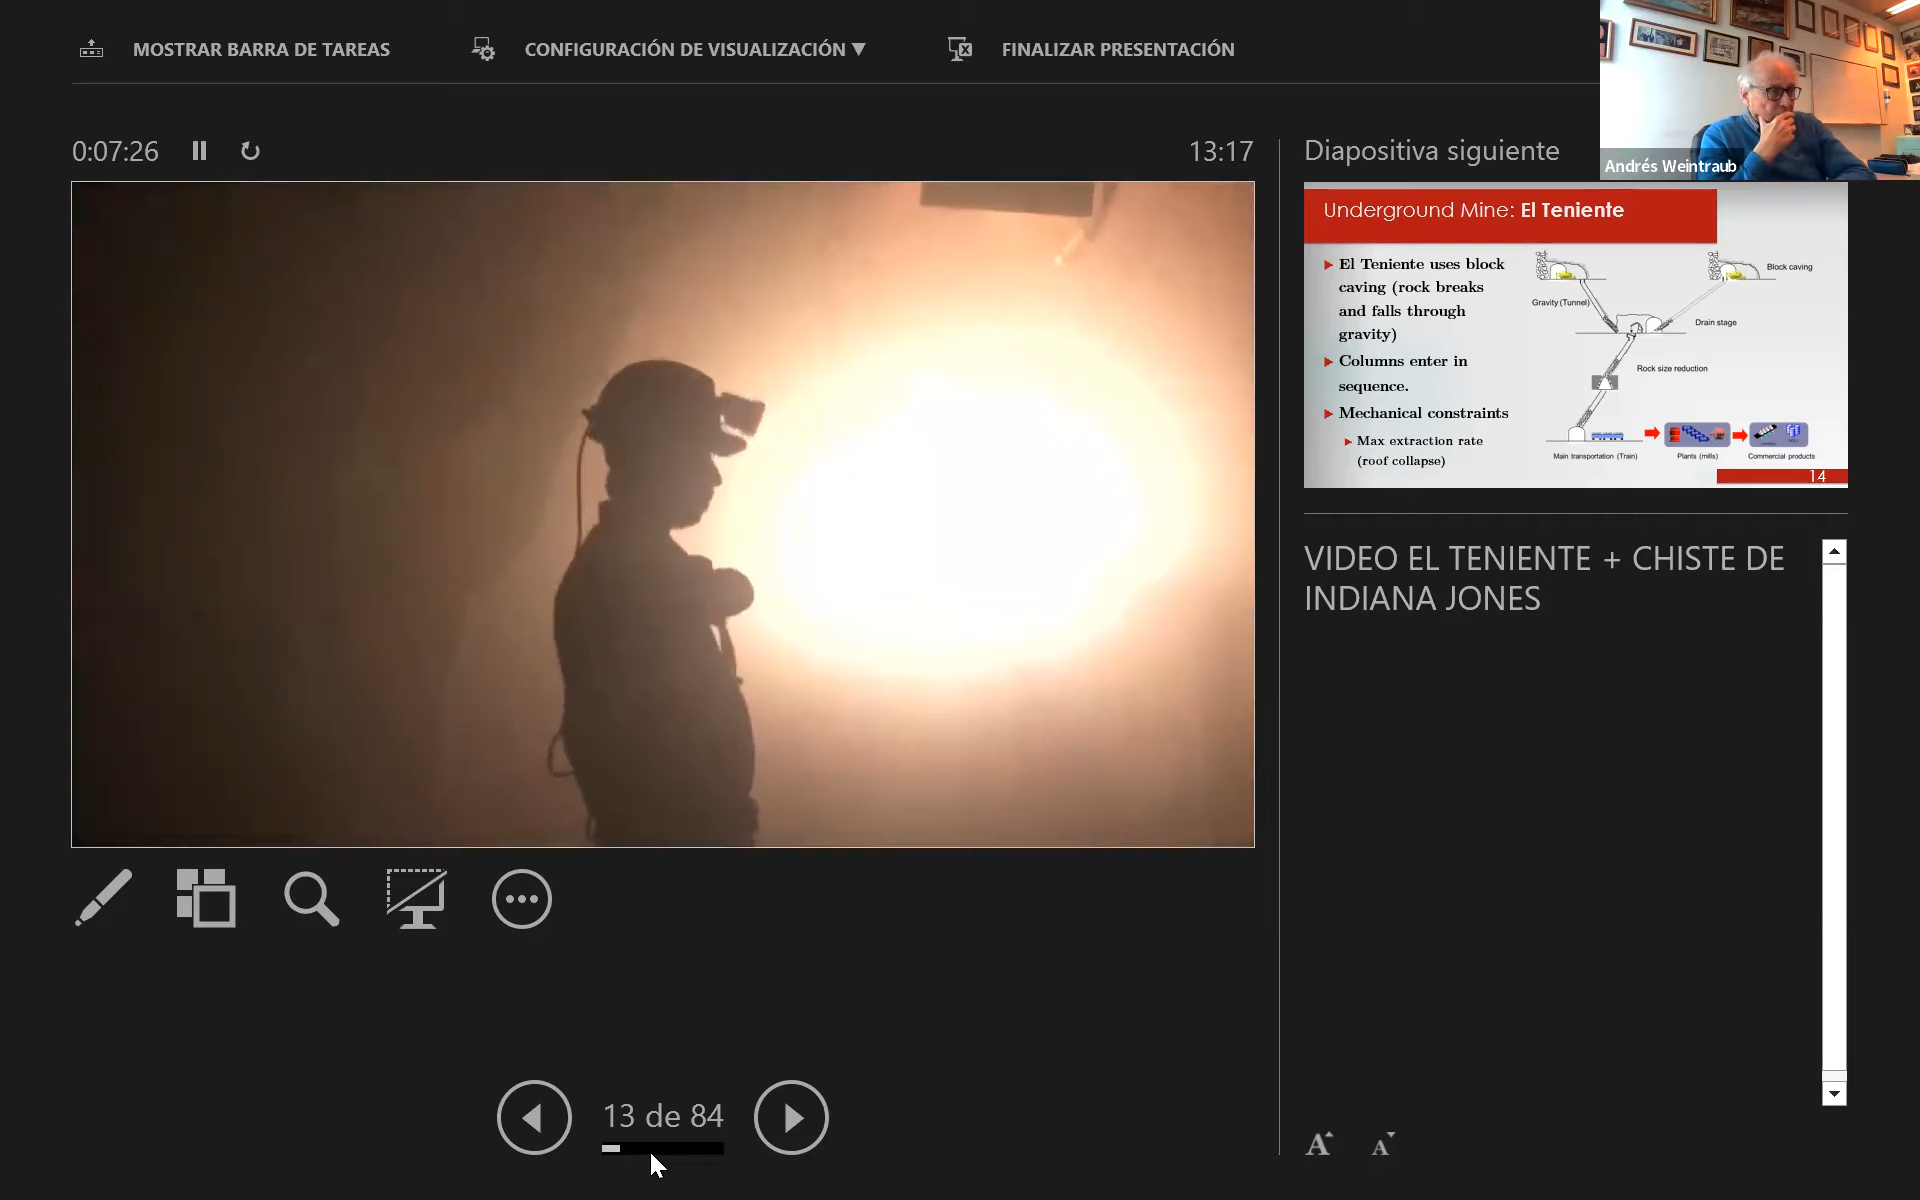 MOSTRAR BARRA DE TAREAS
CONFIGURACIÓN DE VISUALIZACIÓN ▼
FINALIZAR PRESENTACIÓN
Andrés Weintraub
0:07:26
13:17
Diapositiva siguiente
Underground Mine: El Teniente
El Teniente uses block
caving (rock breaks
and falls through
gravity)
Columns enter in
sequence.
Mechanical constraints
Max extraction rate
(roof collapse)
Block caving
Gravity (Tunnel)
Drain stage
Rock size reduction
Main transportation (Train)
Plants (mills)
Commercial products
14
VIDEO EL TENIENTE + CHISTE DE
INDIANA JONES
13 de 84
A
A